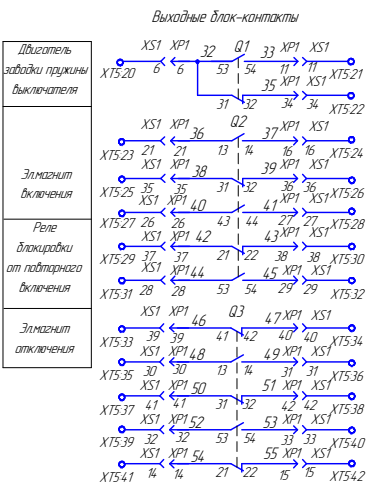 Выходные блок-контакты
Двигатель
заводки пружины
выключателя
XS1 XP1 32 Q1 33 XP1 XS1
XT5:20 6 6 53 54 11 11 XT5:21
35 XP1 XS1
31 32 34 34 XT5:22
Эл.магнит
включения
XS1 XP1 36 Q2 37 XP1 XS1
XT5:23 21 21 13 14 16 16 XT5:24
XS1 XP1 38 39 XP1 XS1
XT5:25 35 35 31 32 36 36 XT5:26
XS1 XP1 40 41 XP1 XS1
XT5:27 26 26 43 44 27 27 XT5:28
Реле
блокировки
от повторного
включения
XS1 XP1 42 43 XP1 XS1
XT5:29 37 37 21 22 38 38 XT5:30
XS1 XP1 44 45 XP1 XS1
XT5:31 28 28 53 54 29 29 XT5:32
Эл.магнит
отключения
XS1 XP1 46 Q3 47 XP1 XS1
XT5:33 39 39 41 42 40 40 XT5:34
XS1 XP1 48 49 XP1 XS1
XT5:35 30 30 13 14 31 31 XT5:36
XS1 XP1 50 51 XP1 XS1
XT5:37 41 41 31 32 42 42 XT5:38
XS1 XP1 52 53 XP1 XS1
XT5:39 32 32 53 54 33 33 XT5:40
XS1 XP1 54 55 XP1 XS1
XT5:41 14 14 21 22 15 15 XT5:42